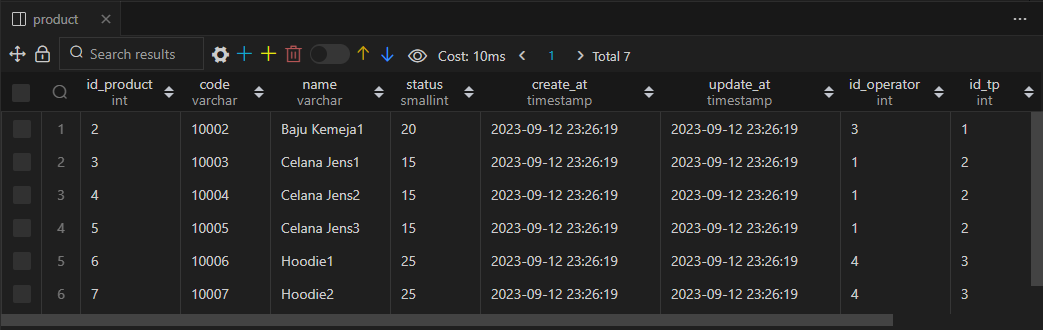 product
Search results Cost: 10ms 1 Total 7
id_product code name status create_at update_at id_operator id_tp
int varchar varchar smallint timestamp timestamp int int
1 2 10002 Baju Kemeja1 20 2023-09-12 23:26:19 2023-09-12 23:26:19 3 1
2 3 10003 Celana Jens1 15 2023-09-12 23:26:19 2023-09-12 23:26:19 1 2
3 4 10004 Celana Jens2 15 2023-09-12 23:26:19 2023-09-12 23:26:19 1 2
4 5 10005 Celana Jens3 15 2023-09-12 23:26:19 2023-09-12 23:26:19 1 2
5 6 10006 Hoodie1 25 2023-09-12 23:26:19 2023-09-12 23:26:19 4 3
6 7 10007 Hoodie2 25 2023-09-12 23:26:19 2023-09-12 23:26:19 4 3